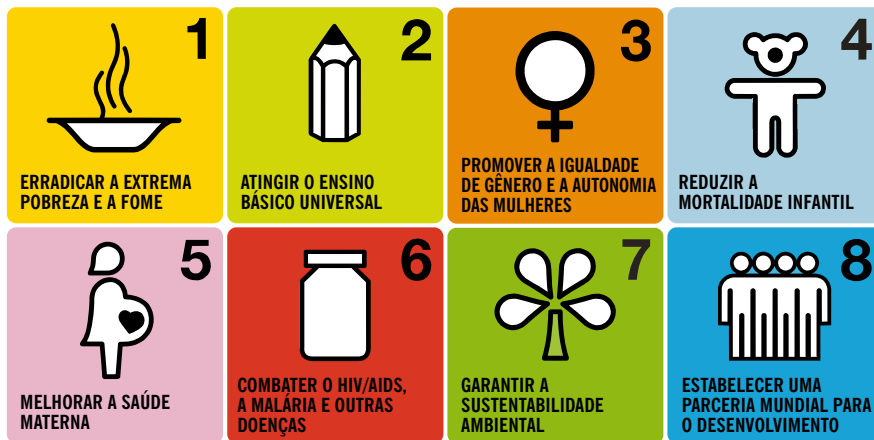 1
ERRADICAR A EXTREMA
POBREZA E A FOME
2
ATINGIR O ENSINO
BÁSICO UNIVERSAL
3
PROMOVER A IGUALDADE
DE GÊNERO E A AUTONOMIA
DAS MULHERES
4
REDUZIR A
MORTALIDADE INFANTIL
5
MELHORAR A SAÚDE
MATERNA
6
COMBATER O HIV/AIDS,
A MALÁRIA E OUTRAS
DOENÇAS
7
GARANTIR A
SUSTENTABILIDADE
AMBIENTAL
8
ESTABELECER UMA
PARCERIA MUNDIAL PARA
O DESENVOLVIMENTO